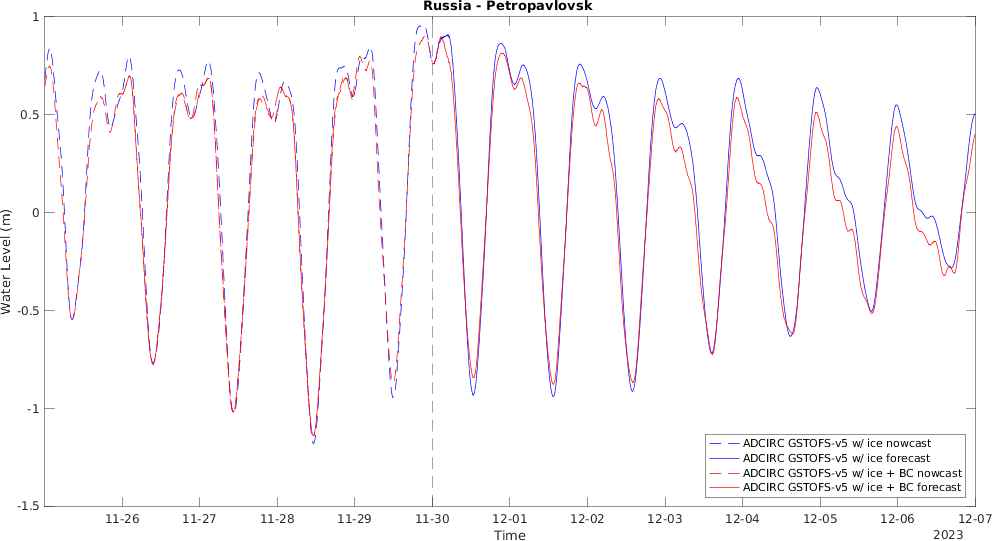 Russia - Petropavlovsk
1
0.5
0
-0.5
-1
-1.5
Water Level (m)
ADCIRC GSTOFS-v5 w/ ice nowcast
ADCIRC GSTOFS-v5 w/ ice forecast
ADCIRC GSTOFS-v5 w/ ice + BC nowcast
ADCIRC GSTOFS-v5 w/ ice + BC forecast
11-26 11-27 11-28 11-29 11-30 12-01 12-02 12-03 12-04 12-05 12-06 12-07
Time
2023